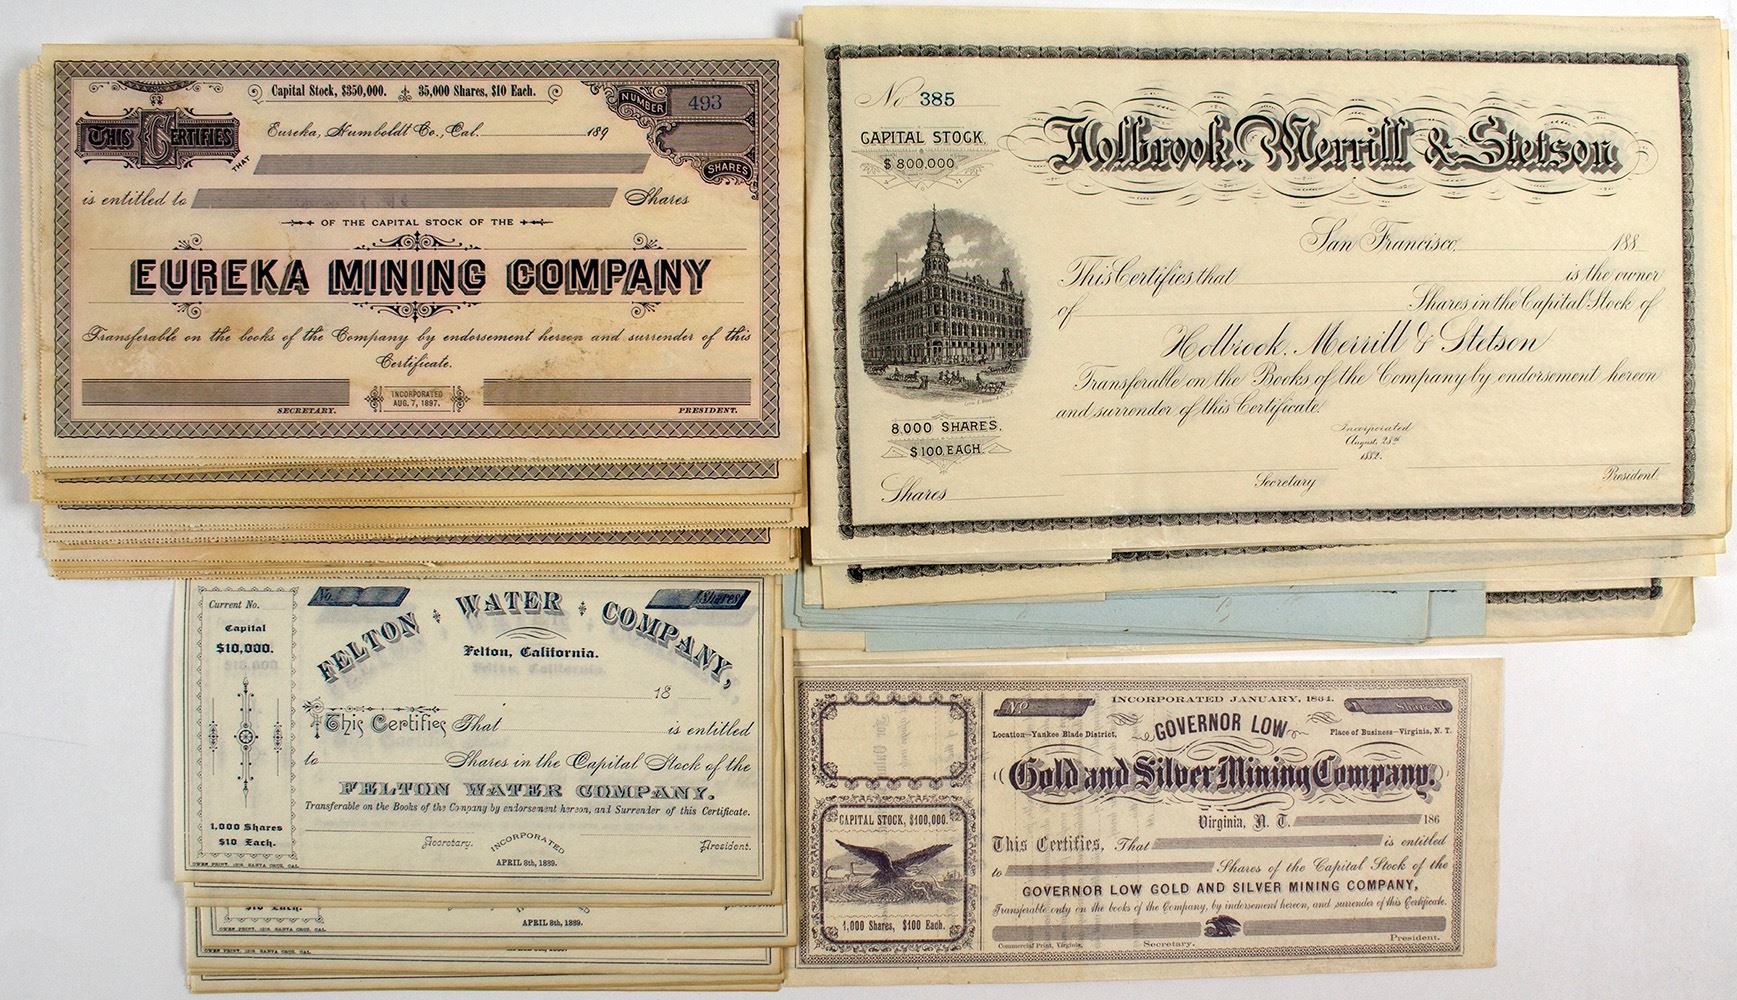 Capital Stock, $350,000. 35,000 Shares, $10 Each.
NUMBER 493
THIS CERTIFIES
THAT
Eureka, Humboldt Co., Cal. 189
SHARES
is entitled to Shares
OF THE CAPITAL STOCK OF THE
EUREKA MINING COMPANY
Transferable on the books of the Company by endorsement hereon and surrender of this
Certificate.
INCORPORATED
AUG. 7, 1897.
SECRETARY. PRESIDENT.
No 385
CAPITAL STOCK,
$800,000
Holbrook, Merrill & Stetson
San Francisco, 188
This Certifies that is the owner
of Shares in the Capital Stock of
Holbrook, Merrill & Stetson
Transferable on the Books of the Company by endorsement hereon
and surrender of this Certificate.
8,000 SHARES.
$100 EACH.
Incorporated
August, 28th
1882.
Shares Secretary President
Current No.
Capital
$10,000.
No. Shares
FELTON WATER COMPANY,
Felton, California.
18
This Certifies That is entitled
to Shares in the Capital Stock of the
FELTON WATER COMPANY.
Transferable on the Books of the Company by endorsement hereon, and Surrender of this Certificate.
1,000 Shares
$10 Each.
Secretary. INCORPORATED President.
APRIL 8th, 1889.
$10 Each.
APRIL 8th, 1889.
INCORPORATED JANUARY, 1864.
No Shares
Location—Yankee Blade District, GOVERNOR LOW Place of Business—Virginia, N. T.
Gold and Silver Mining Company.
CAPITAL STOCK, $100,000.
Virginia, N. T. 186
This Certifies, That is entitled
to Shares of the Capital Stock of the
GOVERNOR LOW GOLD AND SILVER MINING COMPANY,
Transferable only on the books of the Company, by indorsement hereon, and surrender of this Certificate.
1,000 Shares, $100 Each.
Commercial Print, Virginia. Secretary. President.